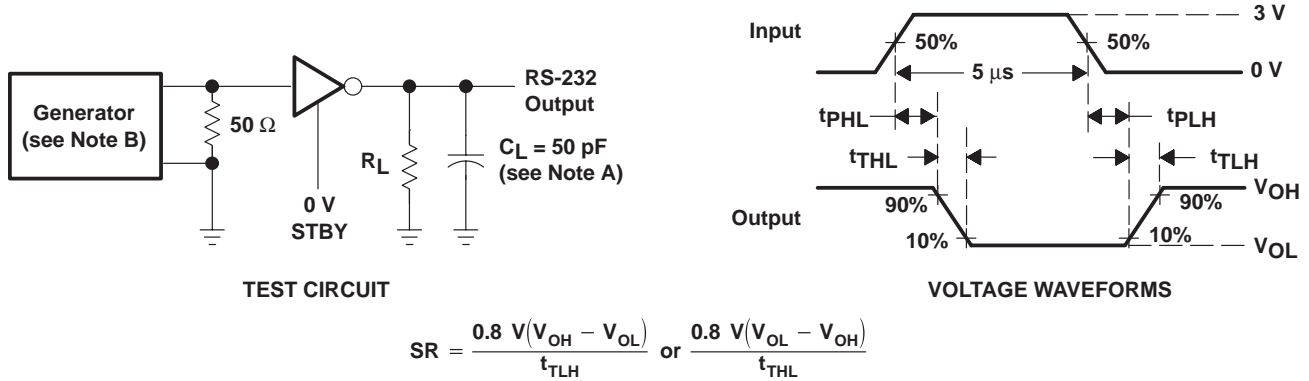 Generator
(see Note B)
50 Ω
0 V
STBY
RL
CL = 50 pF
(see Note A)
RS-232
Output
TEST CIRCUIT
Input
3 V
50%
50%
5 μs
0 V
tPHL
tPLH
tTHL
tTLH
Output
90%
10%
VOH
90%
10%
VOL
VOLTAGE WAVEFORMS
SR = 0.8 V(VOH − VOL) / tTLH or 0.8 V(VOL − VOH) / tTHL